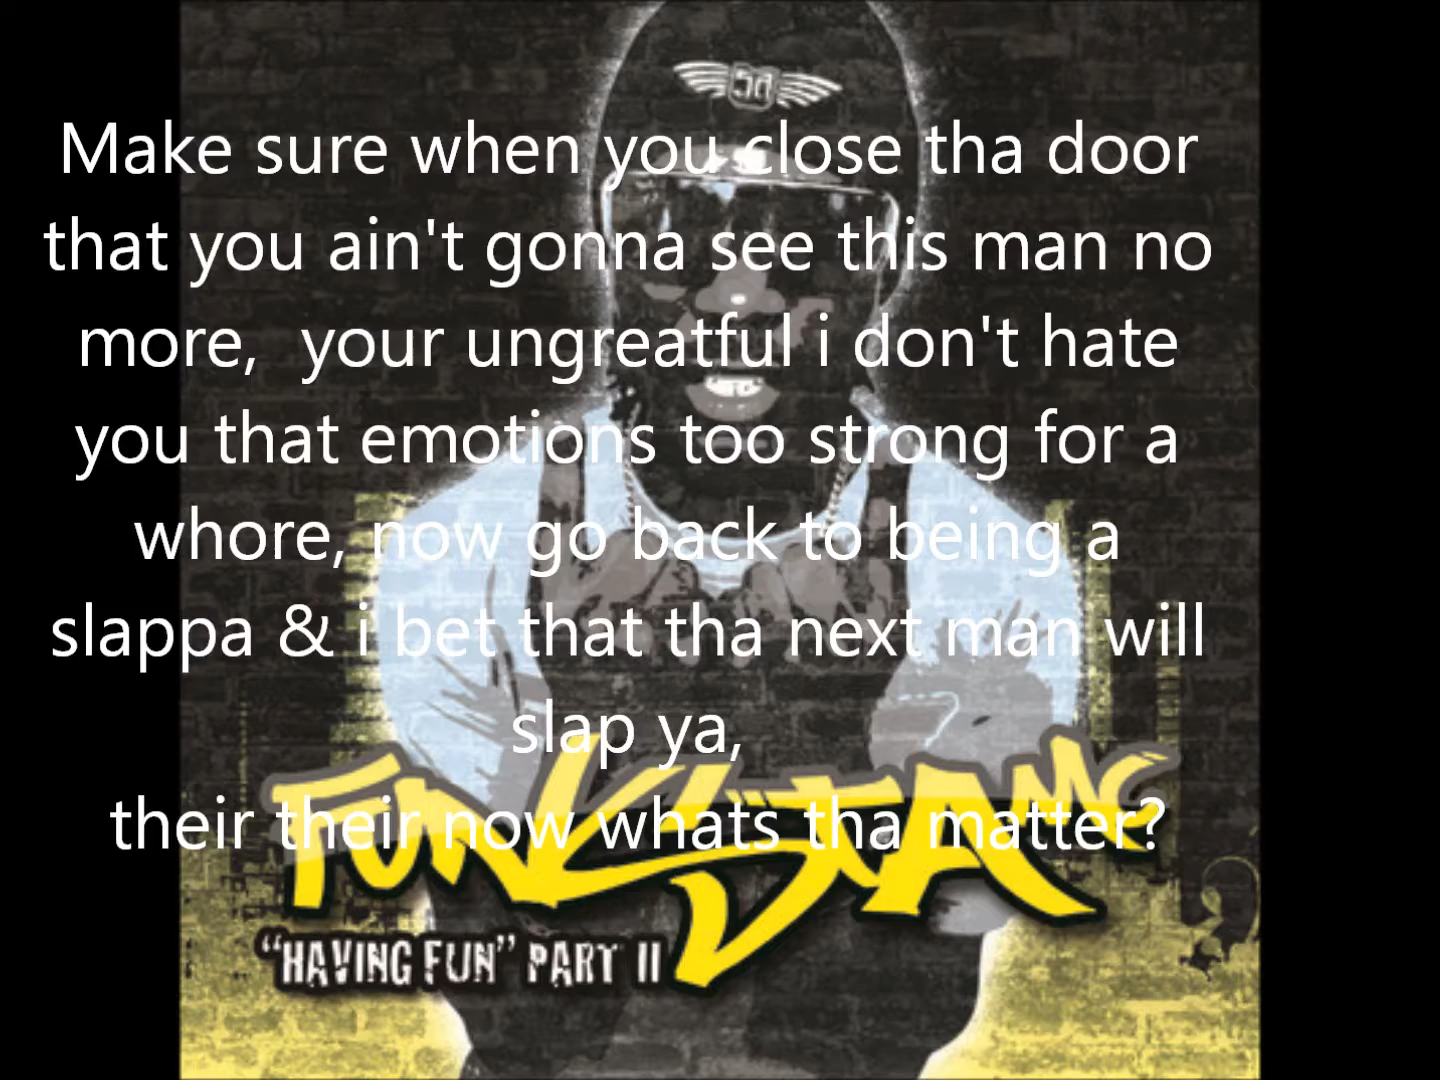 Make sure when you close tha door
that you ain't gonna see this man no
more,  your ungreatful i don't hate
you that emotions too strong for a
whore, now go back to being a
slappa & i bet that tha next man will
slap ya,
their their now whats tha matter?
FUNKSTA MC
"HAVING FUN" PART II